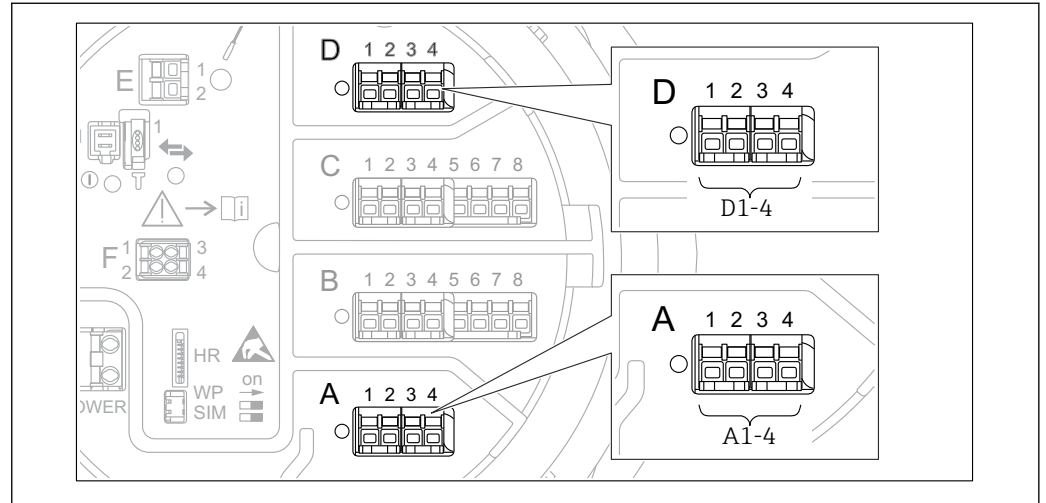 D 1 2 3 4
E 1
2
1
C 1 2 3 4 5 6 7 8
i
F 1 3
2 4
B 1 2 3 4 5 6 7 8
HR
WP on
SIM
OWER
A 1 2 3 4
D 1 2 3 4
D1-4
A 1 2 3 4
A1-4